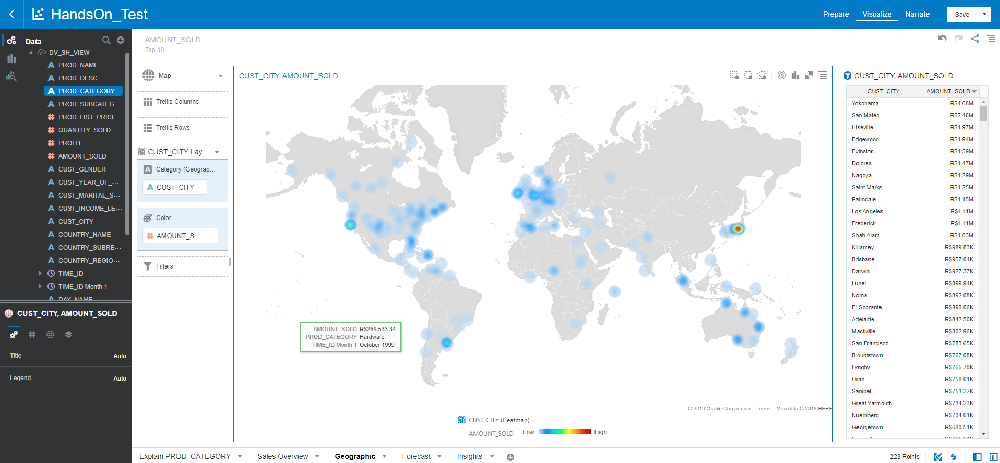 HandsOn_Test
Prepare
Visualize
Narrate
Save
Data
DV_SH_VIEW
PROD_NAME
PROD_DESC
PROD_CATEGORY
PROD_SUBCATEG...
PROD_LIST_PRICE
QUANTITY_SOLD
PROFIT
AMOUNT_SOLD
CUST_GENDER
CUST_YEAR_OF_...
CUST_MARITAL_S...
CUST_INCOME_LE...
CUST_CITY
COUNTRY_NAME
COUNTRY_SUBRE...
COUNTRY_REGIO...
TIME_ID
TIME_ID Month 1
DAY_NAME
CUST_CITY, AMOUNT_SOLD
Title Auto
Legend Auto
AMOUNT_SOLD
Top 10
Map
Trellis Columns
Trellis Rows
CUST_CITY Lay...
Category (Geograp...
CUST_CITY
Color
AMOUNT_S...
Filters
CUST_CITY, AMOUNT_SOLD
AMOUNT_SOLD R$268,533.34
PROD_CATEGORY Hardware
TIME_ID Month 1 October 1999
© 2019 Oracle Corporation Terms Map data © 2018 HERE
CUST_CITY (Heatmap)
AMOUNT_SOLD Low High
CUST_CITY, AMOUNT_SOLD
CUST_CITY AMOUNT_SOLD
Yokohama R$4.68M
San Mateo R$2.40M
Hiseville R$1.97M
Edgewood R$1.94M
Evinston R$1.59M
Dolores R$1.47M
Nagoya R$1.29M
Saint Marks R$1.25M
Palmdale R$1.15M
Los Angeles R$1.11M
Frederick R$1.11M
Shah Alam R$1.03M
Killarney R$989.83K
Brisbane R$957.04K
Darwin R$927.37K
Lunel R$899.94K
Noma R$892.08K
El Sobrante R$890.06K
Adelaide R$842.50K
Mackville R$802.96K
San Francisco R$783.65K
Blountstown R$767.08K
Lyngby R$766.70K
Oran R$758.01K
Sanibel R$751.32K
Great Yarmouth R$714.23K
Nuernberg R$704.01K
Georgetown R$680.51K
Explain PROD_CATEGORY
Sales Overview
Geographic
Forecast
Insights
223 Points